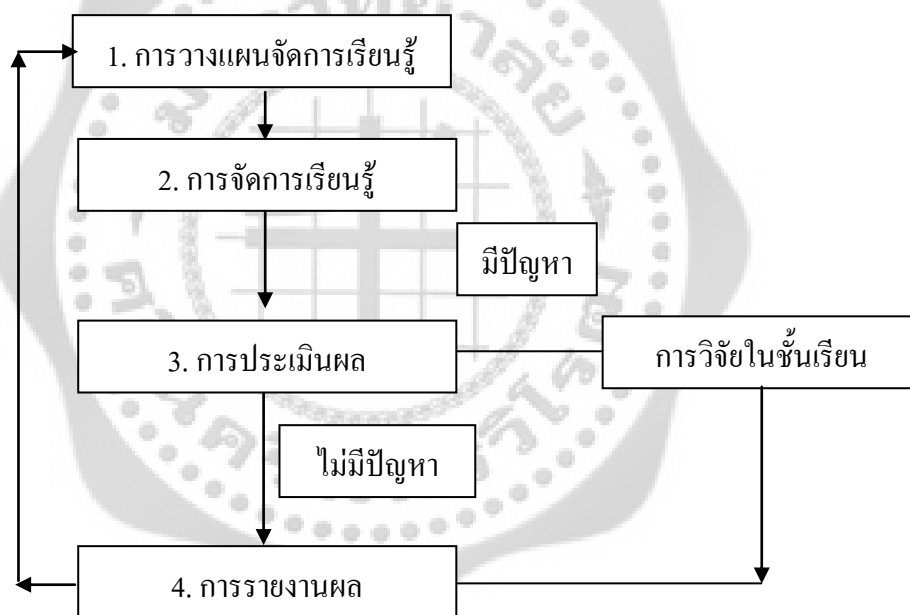 1. การวางแผนจัดการเรียนรู้
2. การจัดการเรียนรู้
มีปัญหา
3. การประเมินผล
การวิจัยในชั้นเรียน
ไม่มีปัญหา
4. การรายงานผล